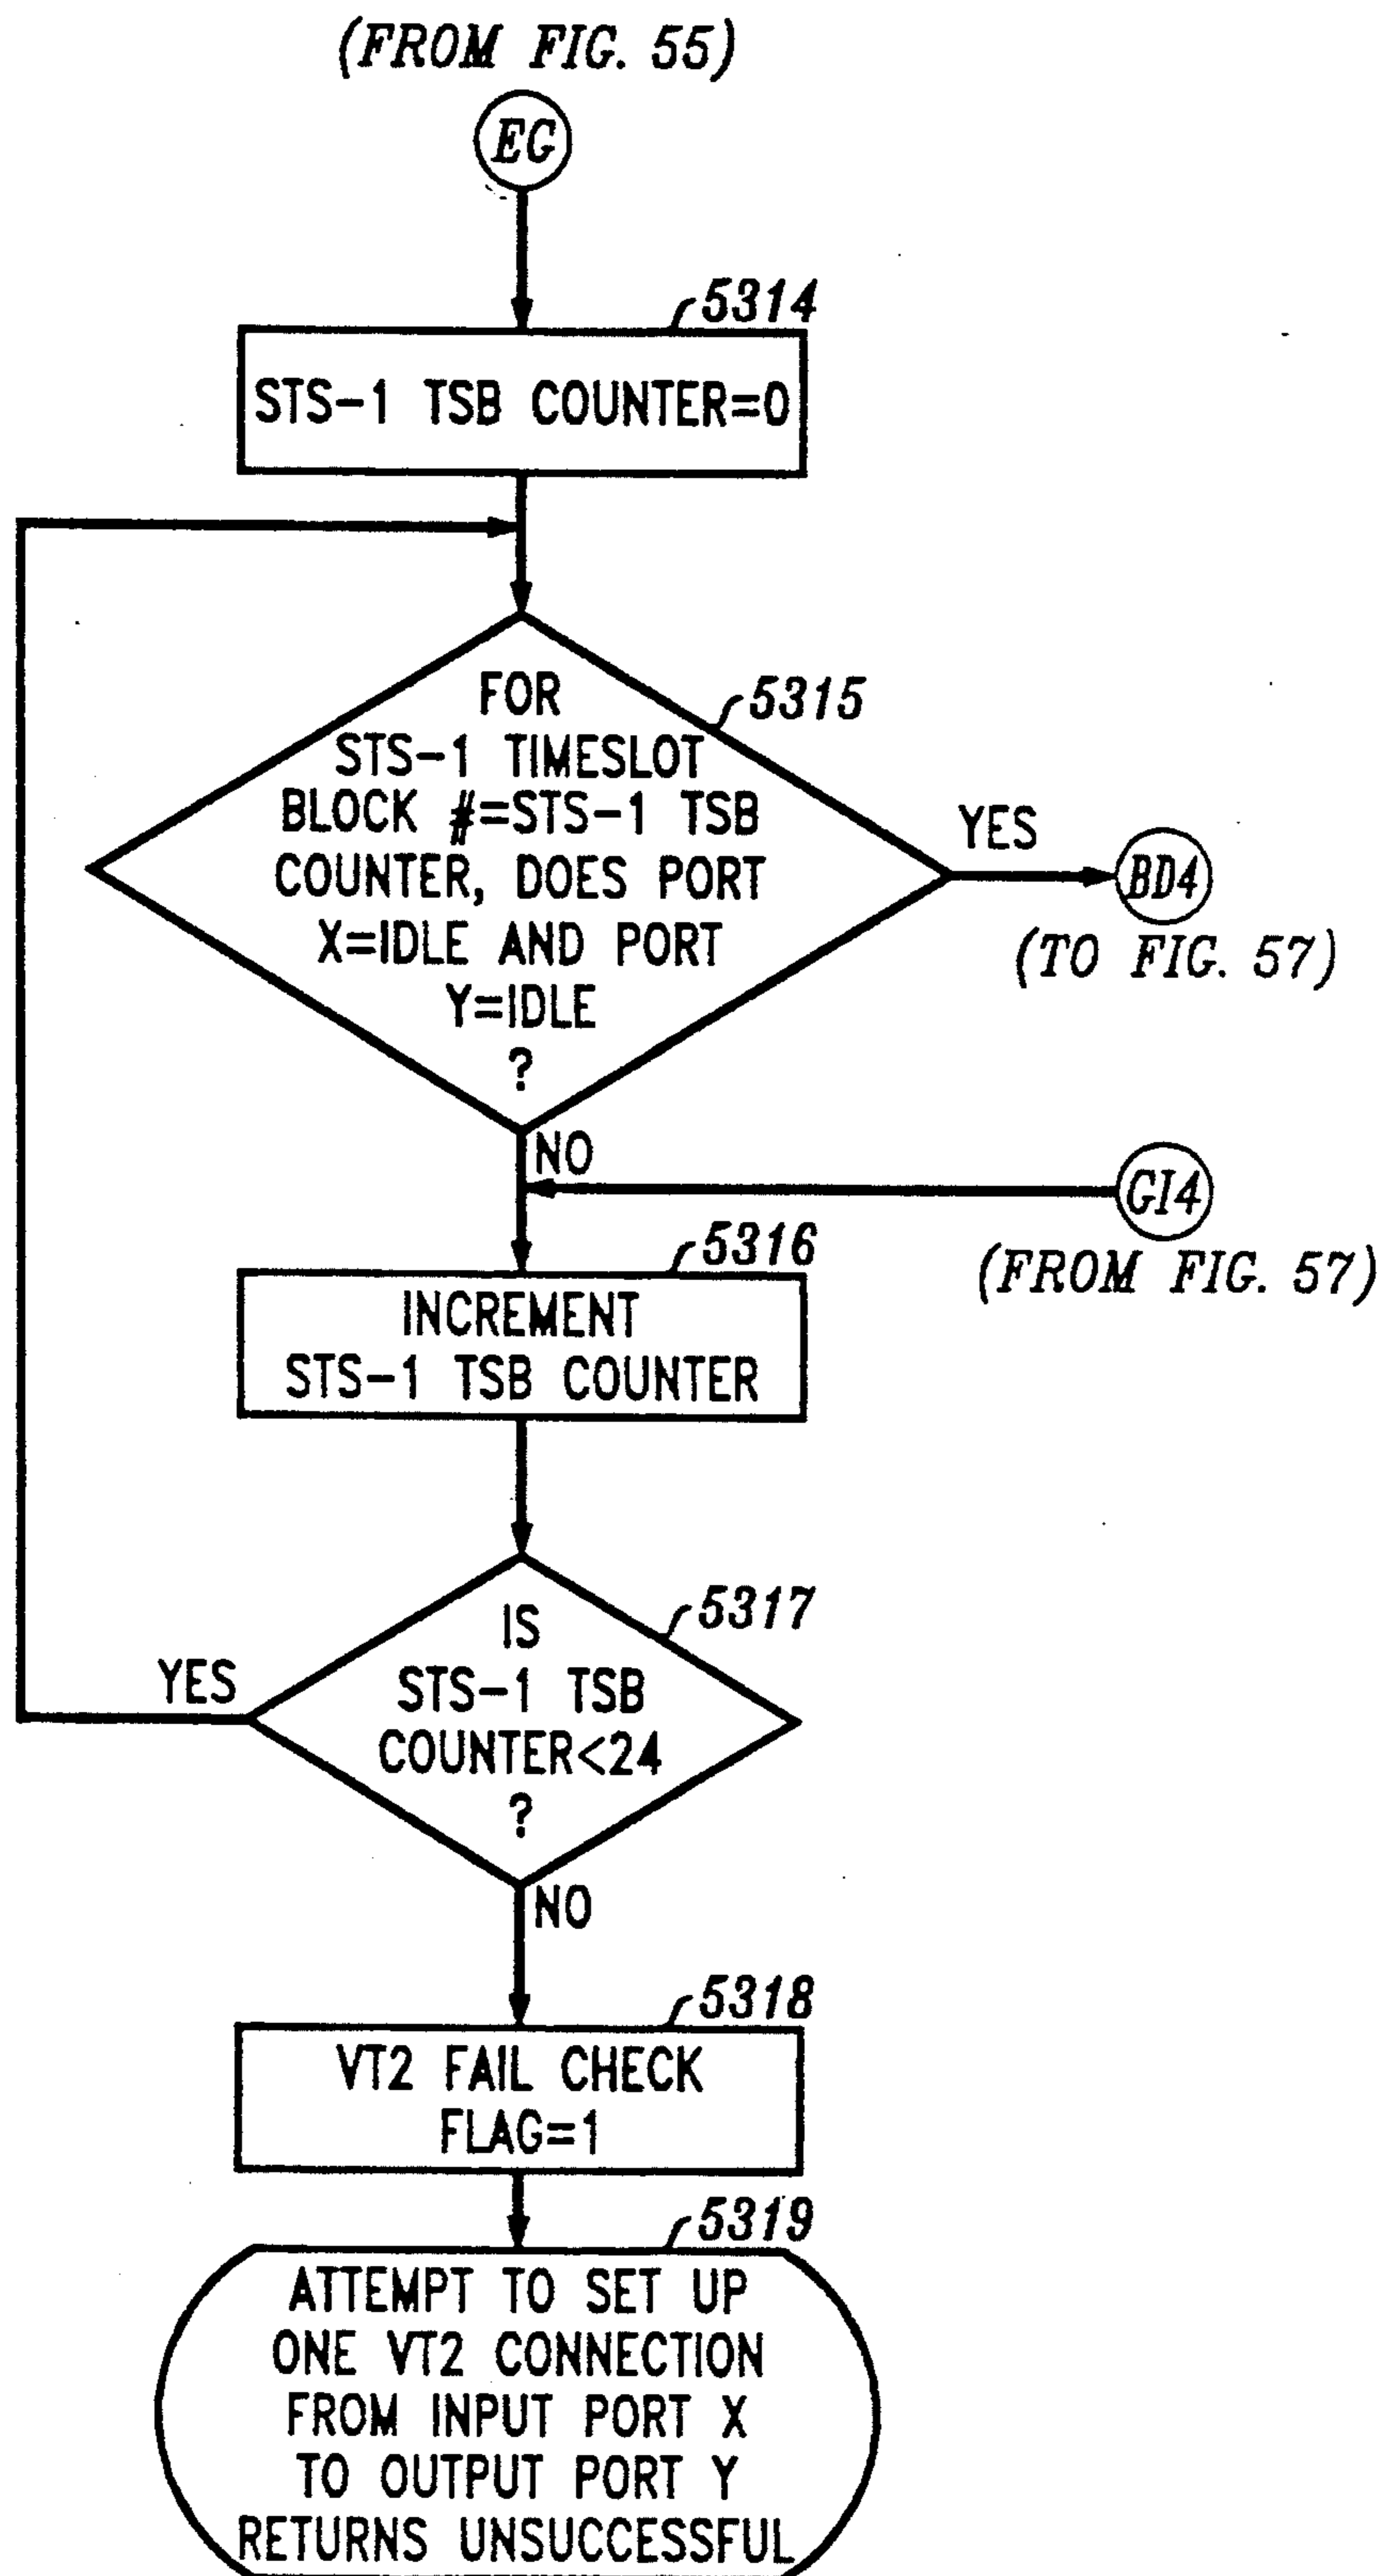 (FROM FIG. 55)
EG
5314
STS-1 TSB COUNTER=0
5315
FOR
STS-1 TIMESLOT
BLOCK #=STS-1 TSB
COUNTER, DOES PORT
X=IDLE AND PORT
Y=IDLE
?
YES
BD4
(TO FIG. 57)
NO
GI4
(FROM FIG. 57)
5316
INCREMENT
STS-1 TSB COUNTER
5317
IS
STS-1 TSB
COUNTER<24
?
YES
NO
5318
VT2 FAIL CHECK
FLAG=1
5319
ATTEMPT TO SET UP
ONE VT2 CONNECTION
FROM INPUT PORT X
TO OUTPUT PORT Y
RETURNS UNSUCCESSFUL